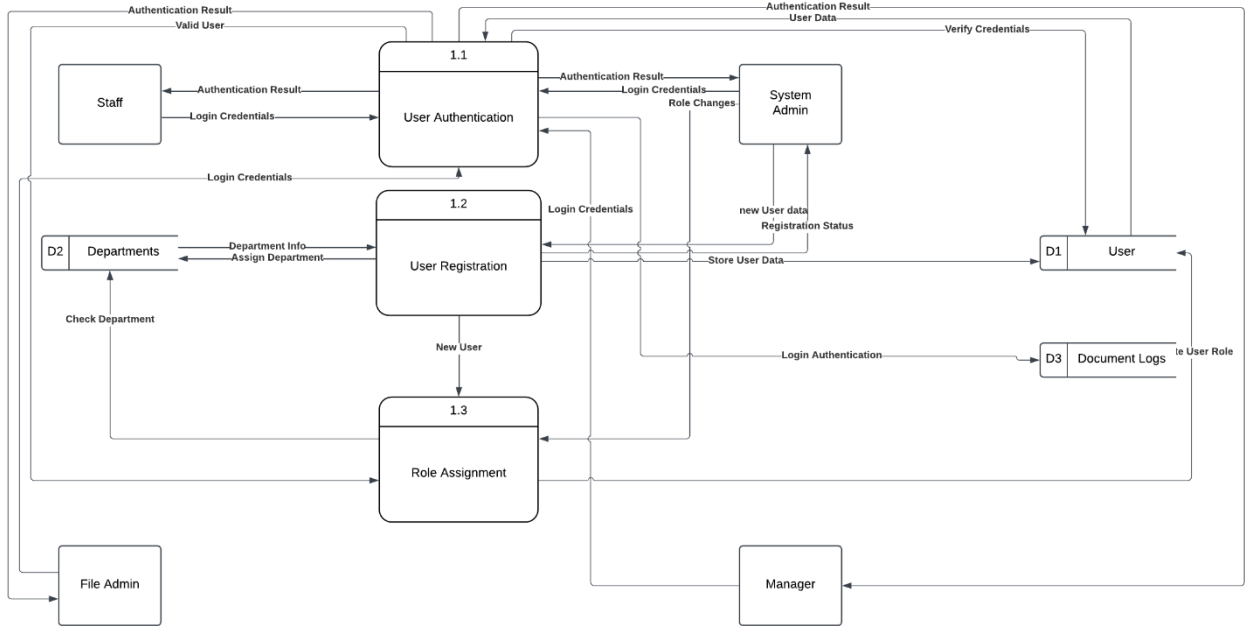 Authentication Result
Authentication Result
Valid User
User Data
Verify Credentials
1.1
User Authentication
Staff
Authentication Result
Login Credentials
Authentication Result
Login Credentials
Role Changes
System
Admin
Login Credentials
1.2
User Registration
Login Credentials
new User data
Registration Status
D2
Departments
Department Info
Assign Department
Store User Data
D1
User
Check Department
New User
Login Authentication
D3
Document Logs
User Role
1.3
Role Assignment
File Admin
Manager